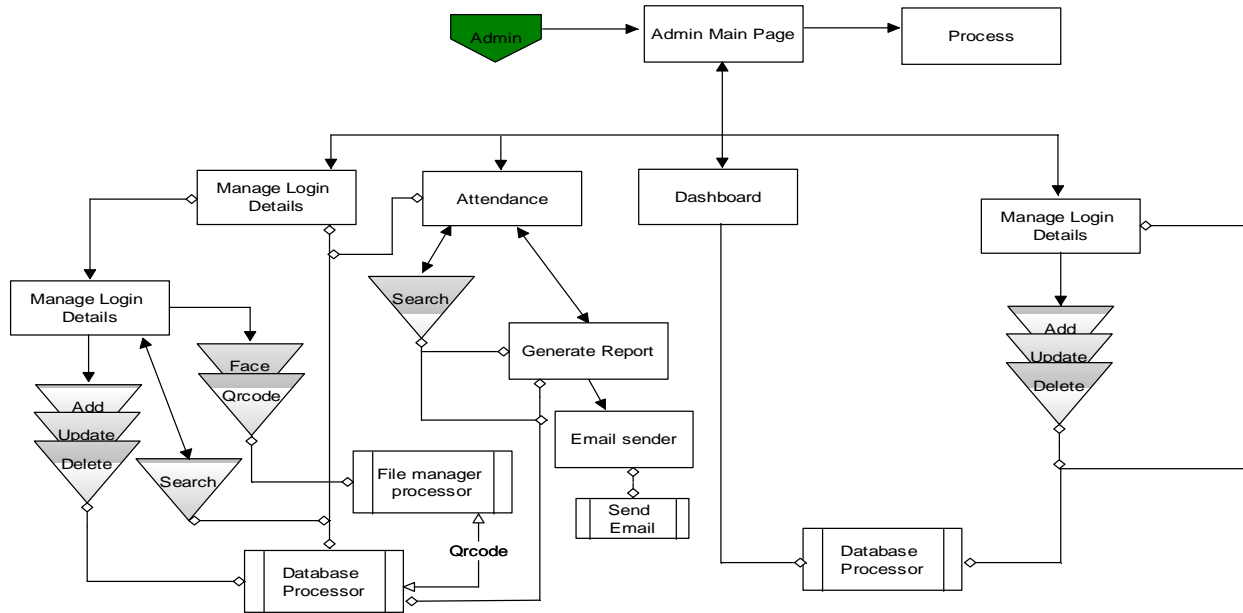 Admin
Admin Main Page
Process
Manage Login
Details
Attendance
Dashboard
Manage Login
Details
Manage Login
Details
Search
Generate Report
Face
Qrcode
Add
Update
Delete
Search
Add
Update
Delete
Email sender
File manager
processor
Send
Email
Qrcode
Database
Processor
Database
Processor